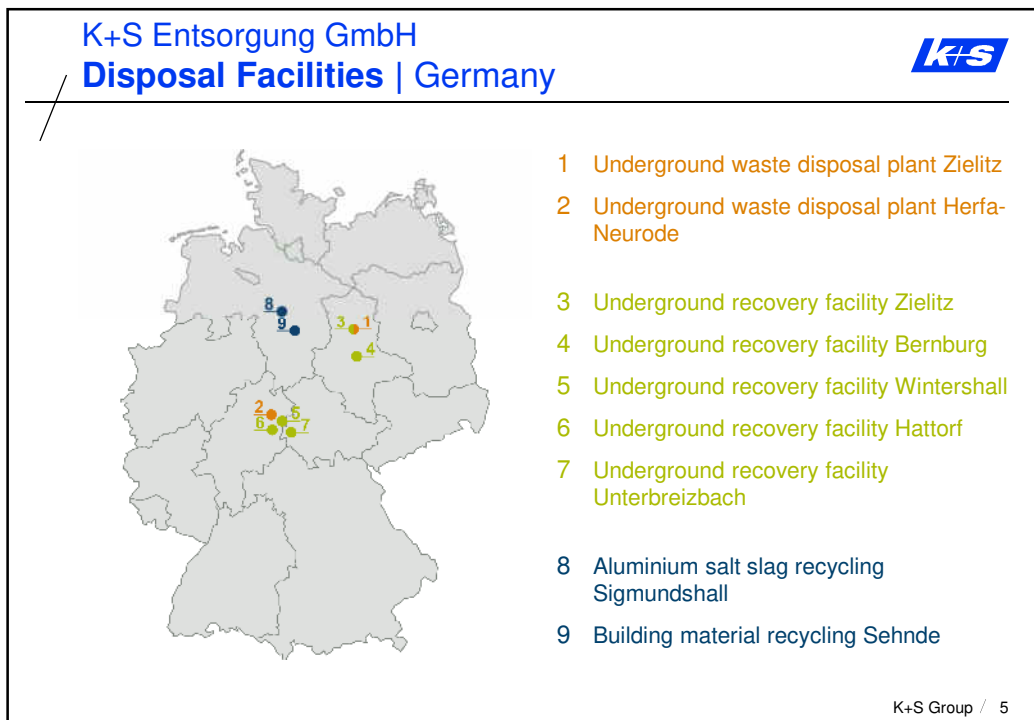 K+S Entsorgung GmbH
Disposal Facilities | Germany
K+S
1 Underground waste disposal plant Zielitz
2 Underground waste disposal plant Herfa-
Neurode
3 Underground recovery facility Zielitz
4 Underground recovery facility Bernburg
5 Underground recovery facility Wintershall
6 Underground recovery facility Hattorf
7 Underground recovery facility
Unterbreizbach
8 Aluminium salt slag recycling
Sigmundshall
9 Building material recycling Sehnde
8
9
3 1
4
2
5
6 7
K+S Group / 5